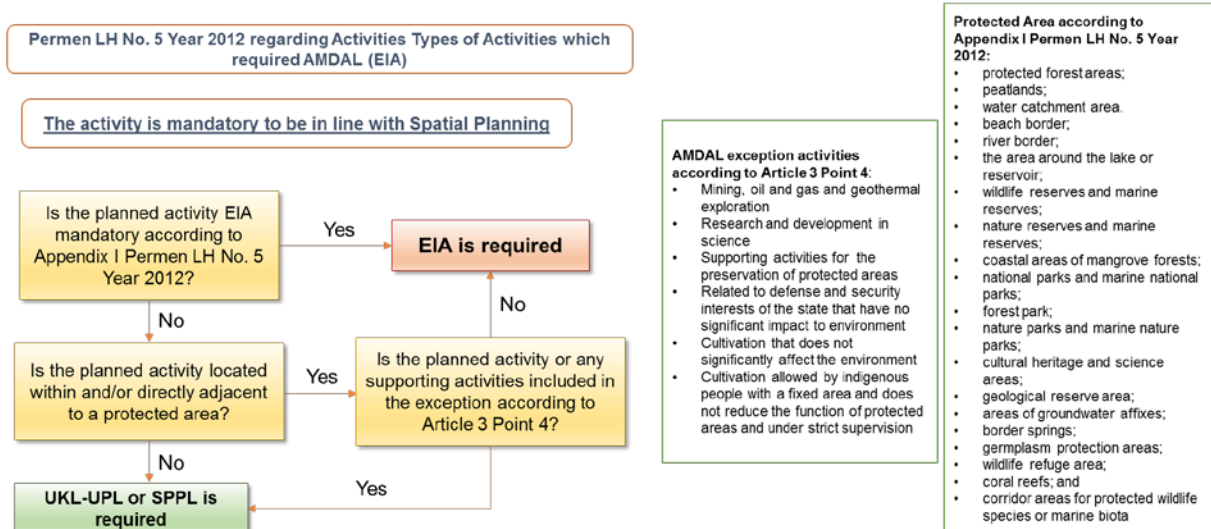 Permen LH No. 5 Year 2012 regarding Activities Types of Activities which
required AMDAL (EIA)
The activity is mandatory to be in line with Spatial Planning
Is the planned activity EIA
mandatory according to
Appendix I Permen LH No. 5
Year 2012?
Yes
EIA is required
No
No
Is the planned activity located
within and/or directly adjacent
to a protected area?
Yes
Is the planned activity or any
supporting activities included in
the exception according to
Article 3 Point 4?
No
Yes
UKL-UPL or SPPL is
required
AMDAL exception activities
according to Article 3 Point 4:
• Mining, oil and gas and geothermal
exploration
• Research and development in
science
• Supporting activities for the
preservation of protected areas
• Related to defense and security
interests of the state that have no
significant impact to environment
• Cultivation that does not
significantly affect the environment
• Cultivation allowed by indigenous
people with a fixed area and does
not reduce the function of protected
areas and under strict supervision
Protected Area according to
Appendix I Permen LH No. 5 Year
2012:
• protected forest areas;
• peatlands;
• water catchment area.
• beach border;
• river border;
• the area around the lake or
reservoir;
• wildlife reserves and marine
reserves;
• nature reserves and marine
reserves;
• coastal areas of mangrove forests;
• national parks and marine national
parks;
• forest park;
• nature parks and marine nature
parks;
• cultural heritage and science
areas;
• geological reserve area;
• areas of groundwater affixes;
• border springs;
• germplasm protection areas;
• wildlife refuge area;
• coral reefs; and
• corridor areas for protected wildlife
species or marine biota